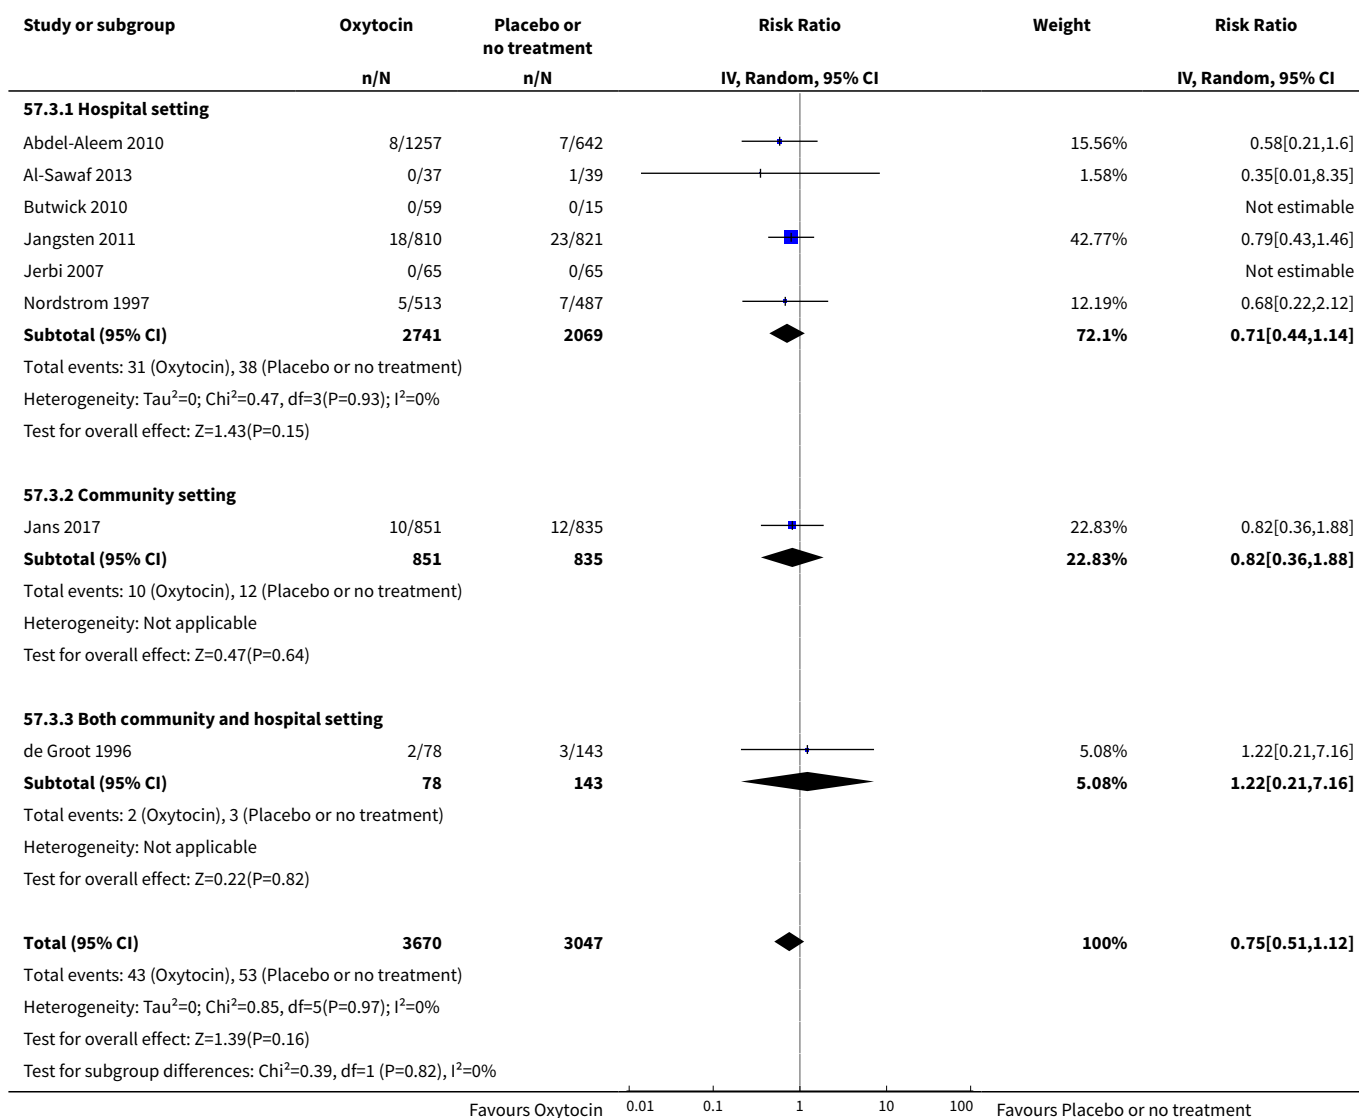 Study or subgroup Oxytocin Placebo or no treatment Risk Ratio Weight Risk Ratio
n/N n/N IV, Random, 95% CI IV, Random, 95% CI
57.3.1 Hospital setting
Abdel-Aleem 2010 8/1257 7/642 15.56% 0.58[0.21,1.6]
Al-Sawaf 2013 0/37 1/39 1.58% 0.35[0.01,8.35]
Butwick 2010 0/59 0/15 Not estimable
Jangsten 2011 18/810 23/821 42.77% 0.79[0.43,1.46]
Jerbi 2007 0/65 0/65 Not estimable
Nordstrom 1997 5/513 7/487 12.19% 0.68[0.22,2.12]
Subtotal (95% CI) 2741 2069 72.1% 0.71[0.44,1.14]
Total events: 31 (Oxytocin), 38 (Placebo or no treatment)
Heterogeneity: Tau²=0; Chi²=0.47, df=3(P=0.93); I²=0%
Test for overall effect: Z=1.43(P=0.15)
57.3.2 Community setting
Jans 2017 10/851 12/835 22.83% 0.82[0.36,1.88]
Subtotal (95% CI) 851 835 22.83% 0.82[0.36,1.88]
Total events: 10 (Oxytocin), 12 (Placebo or no treatment)
Heterogeneity: Not applicable
Test for overall effect: Z=0.47(P=0.64)
57.3.3 Both community and hospital setting
de Groot 1996 2/78 3/143 5.08% 1.22[0.21,7.16]
Subtotal (95% CI) 78 143 5.08% 1.22[0.21,7.16]
Total events: 2 (Oxytocin), 3 (Placebo or no treatment)
Heterogeneity: Not applicable
Test for overall effect: Z=0.22(P=0.82)
Total (95% CI) 3670 3047 100% 0.75[0.51,1.12]
Total events: 43 (Oxytocin), 53 (Placebo or no treatment)
Heterogeneity: Tau²=0; Chi²=0.85, df=5(P=0.97); I²=0%
Test for overall effect: Z=1.39(P=0.16)
Test for subgroup differences: Chi²=0.39, df=1 (P=0.82), I²=0%
Favours Oxytocin 0.01 0.1 1 10 100 Favours Placebo or no treatment